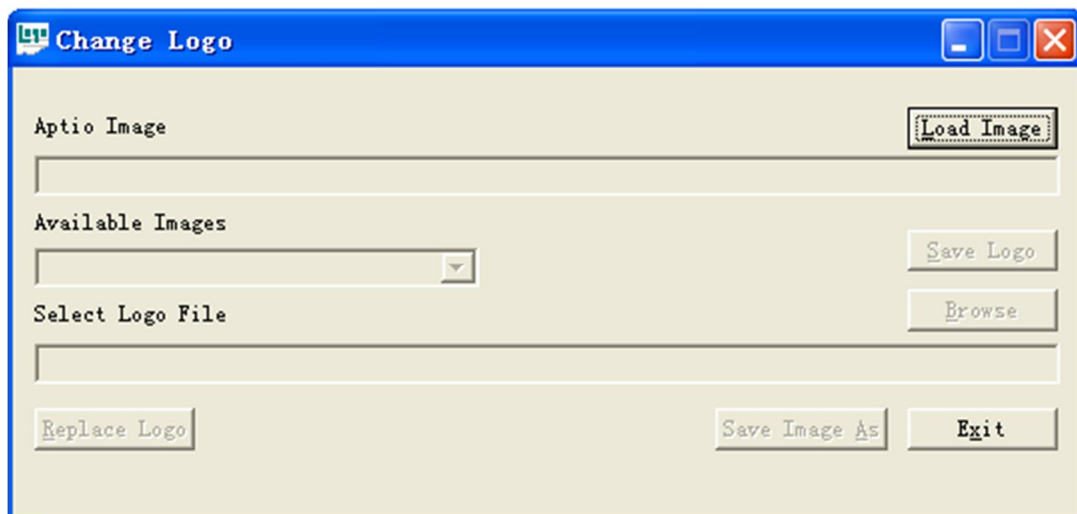 Change Logo
Aptio Image
Load Image
Available Images
Save Logo
Browse
Select Logo File
Replace Logo
Save Image As
Exit